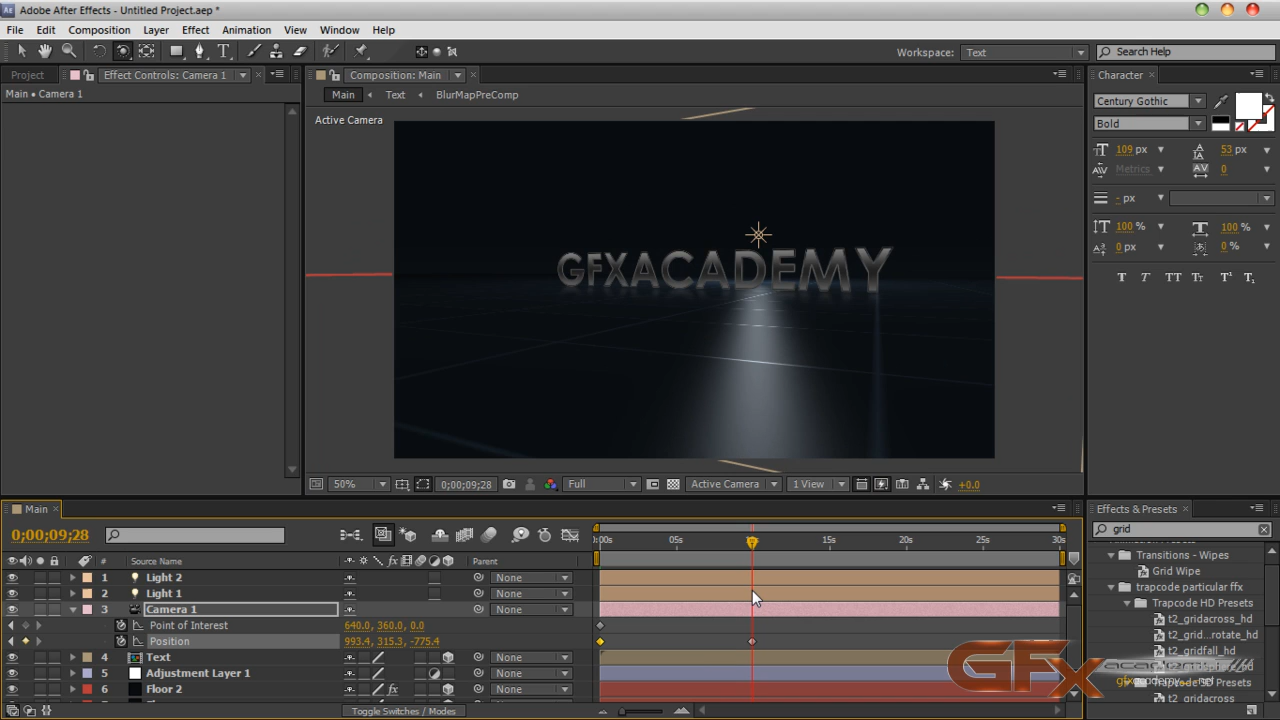 Adobe After Effects - Untitled Project.aep *
File Edit Composition Layer Effect Animation View Window Help
Workspace: Text Search Help
Project Effect Controls: Camera 1 Composition: Main Character
Main • Camera 1
Main Text BlurMapPreComp
Active Camera
Century Gothic
Bold
109 px 53 px
Metrics 0
- px
100 % 100 %
0 px 0 %
T T TT Tt T¹ T₁
GFXACADEMY
50% 0;00;09;28 Full Active Camera 1 View +0.0
Main Effects & Presets
0;00;09;28 grid
:00s 05s 15s 20s 25s 30s
# Source Name Parent
Transitions - Wipes
Grid Wipe
1 Light 2 None
trapcode particular ffx
2 Light 1 None
Trapcode HD Presets
3 Camera 1 None
t2_gridacross_hd
Point of Interest 640.0, 360.0, 0.0
t2_grid...rotate_hd
Position 993.4, 315.3, -775.4
t2_gridfall_hd
4 Text None
5 Adjustment Layer 1 None
6 Floor 2 None
t2_gridacross
Toggle Switches / Modes
GFX
gfxacademy